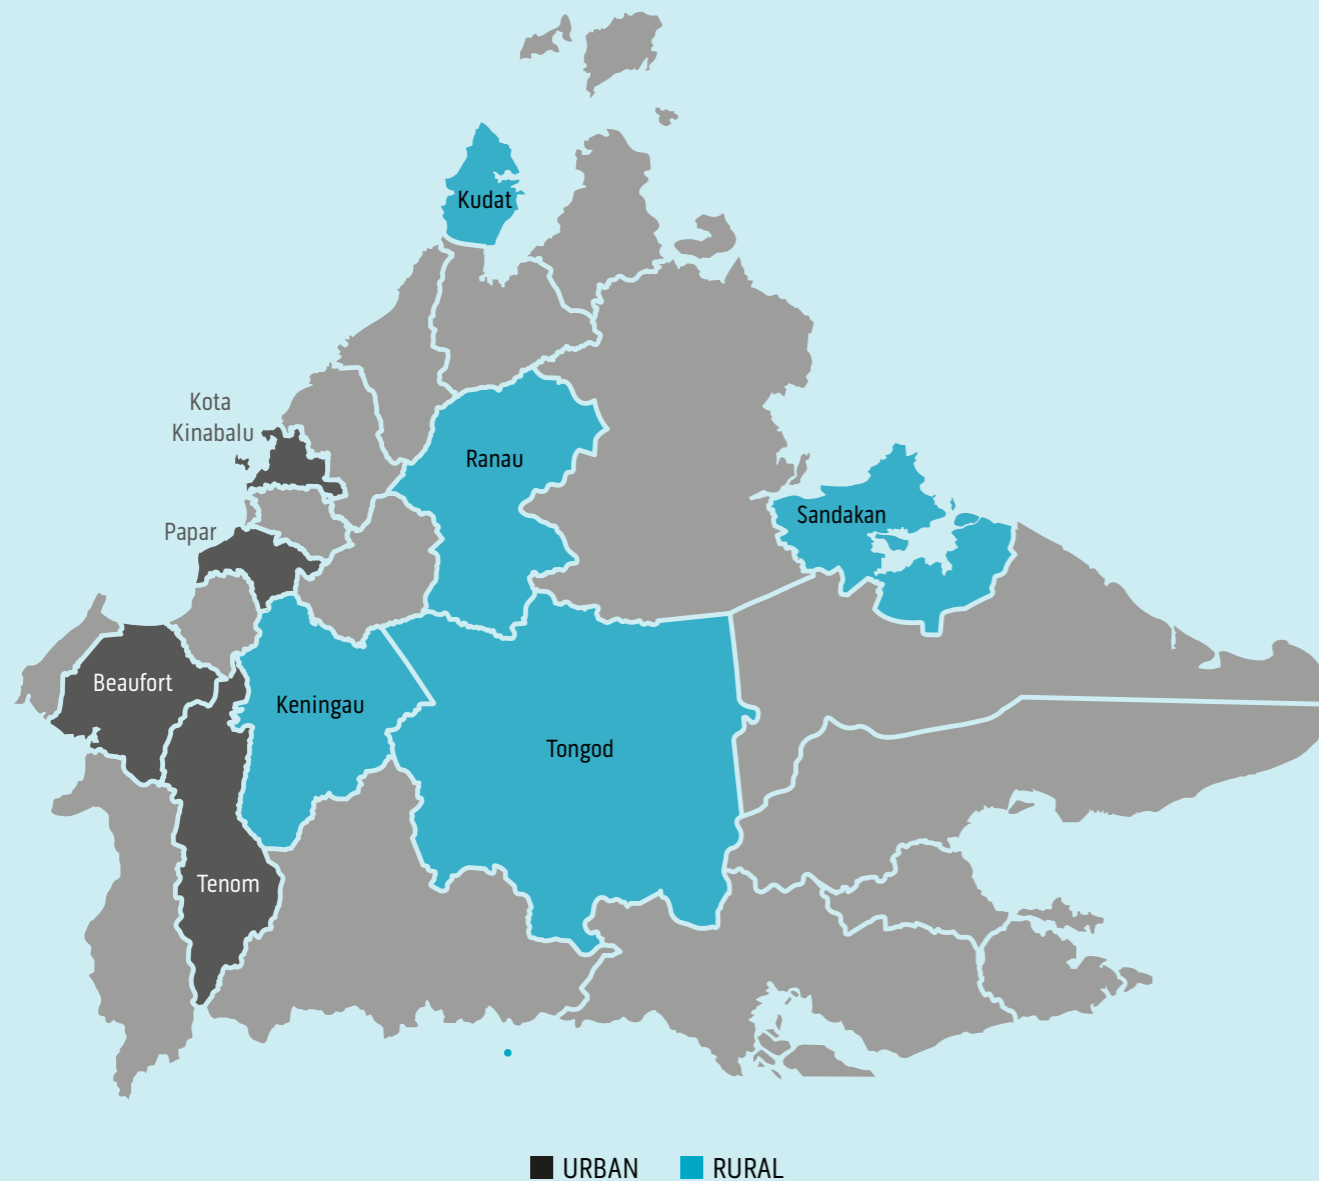 Kudat
Kota
Kinabalu
Ranau
Sandakan
Papar
Beaufort
Keningau
Tongod
Tenom
URBAN
RURAL